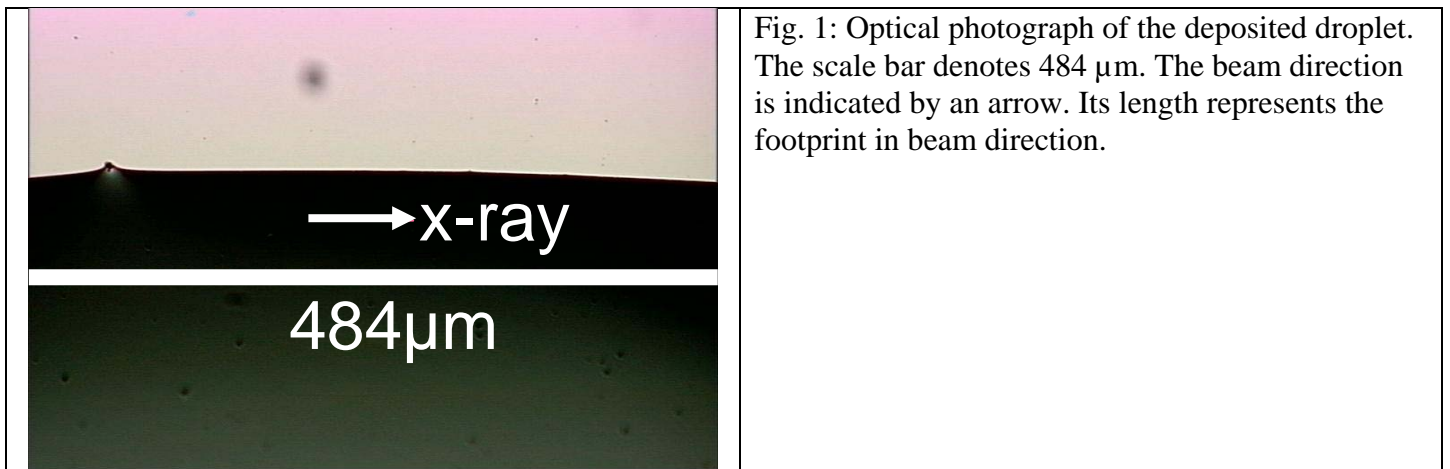 x-ray
484µm
Fig. 1: Optical photograph of the deposited droplet.
The scale bar denotes 484 µm. The beam direction
is indicated by an arrow. Its length represents the
footprint in beam direction.